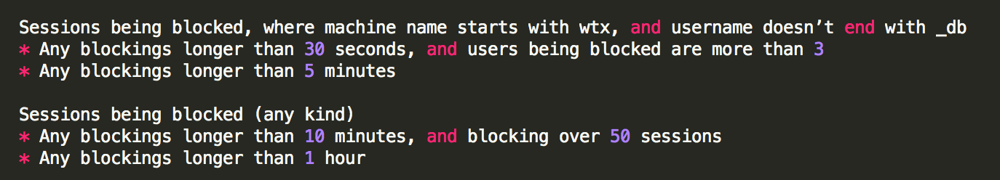 Sessions being blocked, where machine name starts with wtx, and username doesn’t end with _db
* Any blockings longer than 30 seconds, and users being blocked are more than 3
* Any blockings longer than 5 minutes
Sessions being blocked (any kind)
* Any blockings longer than 10 minutes, and blocking over 50 sessions
* Any blockings longer than 1 hour